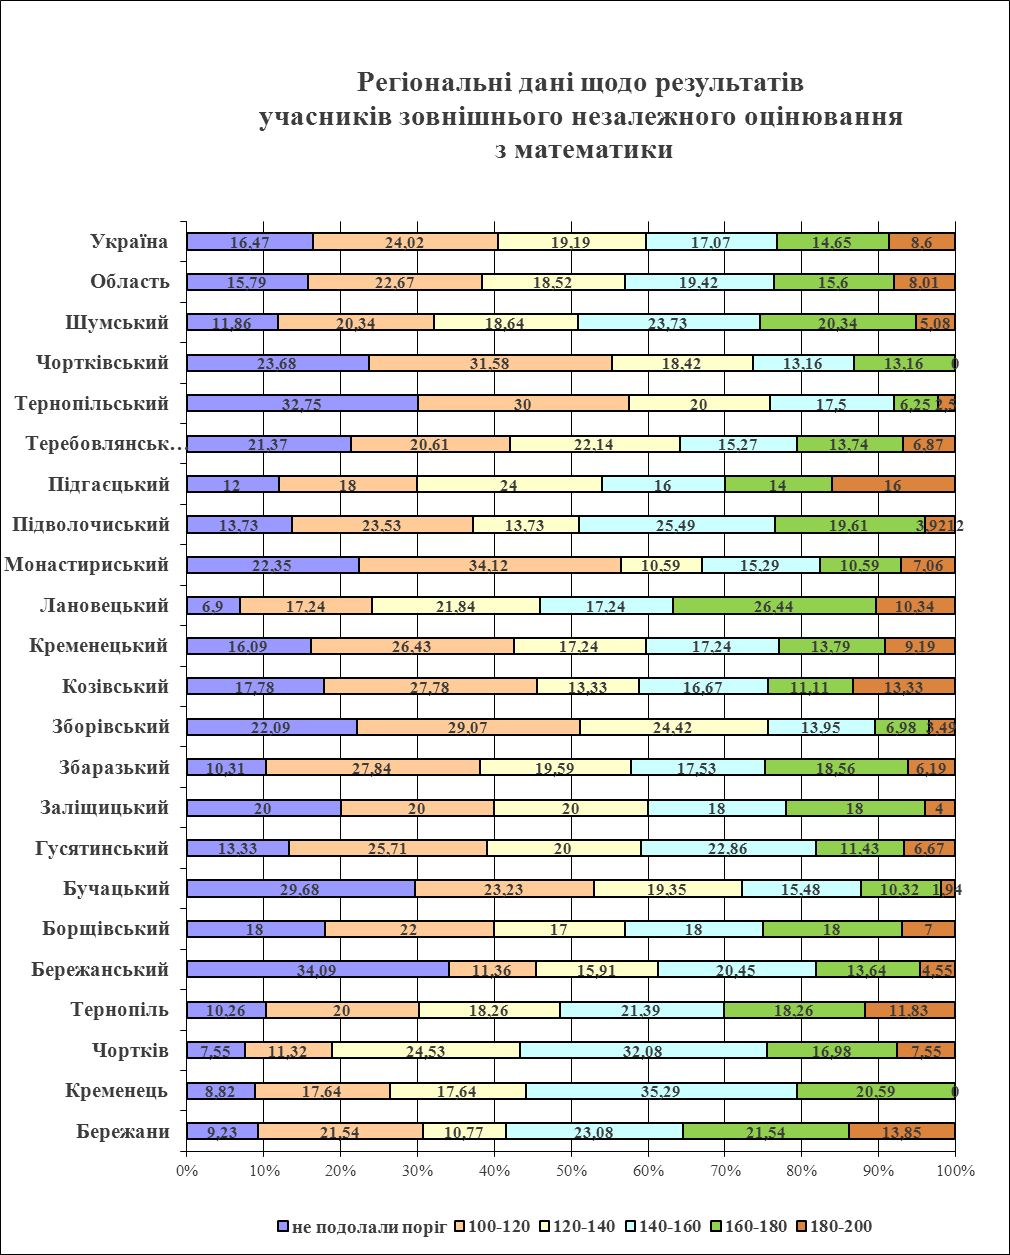 Регіональні дані щодо результатів
учасників зовнішнього незалежного оцінювання
з математики
Україна 16,47 24,02 19,19 17,07 14,65 8,6
Область 15,79 22,67 18,52 19,42 15,6 8,01
Шумський 11,86 20,34 18,64 23,73 20,34 5,08
Чортківський 23,68 31,58 18,42 13,16 13,16 0
Тернопільський 32,75 30 20 17,5 6,25 2,5
Теребовлянськ… 21,37 20,61 22,14 15,27 13,74 6,87
Підгаєцький 12 18 24 16 14 16
Підволочиський 13,73 23,53 13,73 25,49 19,61 3,9212
Монастириський 22,35 34,12 10,59 15,29 10,59 7,06
Лановецький 6,9 17,24 21,84 17,24 26,44 10,34
Кременецький 16,09 26,43 17,24 17,24 13,79 9,19
Козівський 17,78 27,78 13,33 16,67 11,11 13,33
Зборівський 22,09 29,07 24,42 13,95 6,98 3,49
Збаразький 10,31 27,84 19,59 17,53 18,56 6,19
Заліщицький 20 20 20 18 18 4
Гусятинський 13,33 25,71 20 22,86 11,43 6,67
Бучацький 29,68 23,23 19,35 15,48 10,32 1,94
Борщівський 18 22 17 18 18 7
Бережанський 34,09 11,36 15,91 20,45 13,64 4,55
Тернопіль 10,26 20 18,26 21,39 18,26 11,83
Чортків 7,55 11,32 24,53 32,08 16,98 7,55
Кременець 8,82 17,64 17,64 35,29 20,59 0
Бережани 9,23 21,54 10,77 23,08 21,54 13,85
0% 10% 20% 30% 40% 50% 60% 70% 80% 90% 100%
не подолали поріг 100-120 120-140 140-160 160-180 180-200